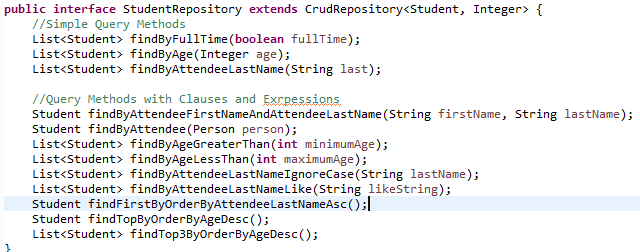 public interface StudentRepository extends CrudRepository<Student, Integer> {
//Simple Query Methods
List<Student> findByFullTime(boolean fullTime);
List<Student> findByAge(Integer age);
List<Student> findByAttendeeLastName(String last);
//Query Methods with Clauses and Exrpessions
Student findByAttendeeFirstNameAndAttendeeLastName(String firstName, String lastName);
Student findByAttendee(Person person);
List<Student> findByAgeGreaterThan(int minimumAge);
List<Student> findByAgeLessThan(int maximumAge);
List<Student> findByAttendeeLastNameIgnoreCase(String lastName);
List<Student> findByAttendeeLastNameLike(String likeString);
Student findFirstByOrderByAttendeeLastNameAsc();
Student findTopByOrderByAgeDesc();
List<Student> findTop3ByOrderByAgeDesc();
}